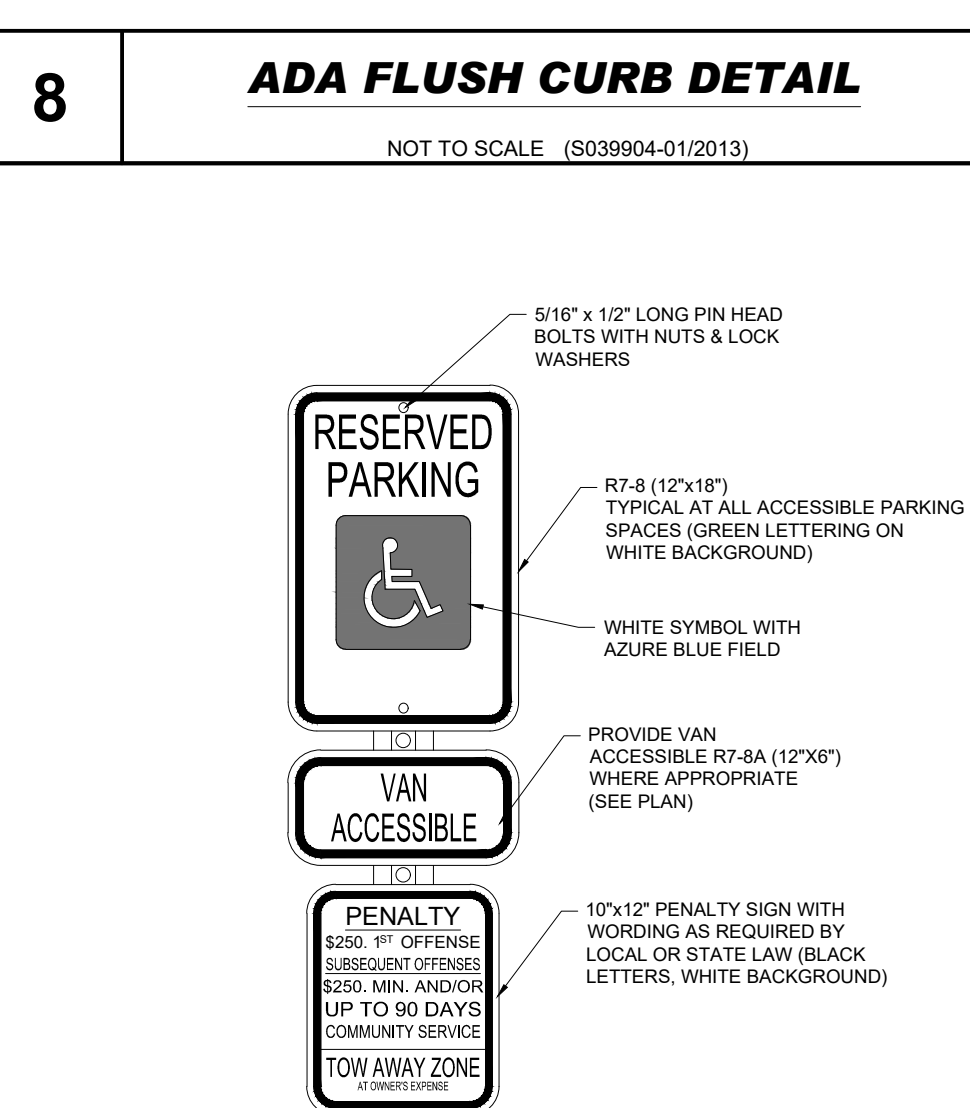 8
ADA FLUSH CURB DETAIL
NOT TO SCALE (S039904-01/2013)
5/16" x 1/2" LONG PIN HEAD
BOLTS WITH NUTS & LOCK
WASHERS
RESERVED
PARKING
R7-8 (12"x18")
TYPICAL AT ALL ACCESSIBLE PARKING
SPACES (GREEN LETTERING ON
WHITE BACKGROUND)
WHITE SYMBOL WITH
AZURE BLUE FIELD
PROVIDE VAN
ACCESSIBLE R7-8A (12"X6")
WHERE APPROPRIATE
(SEE PLAN)
VAN
ACCESSIBLE
10"x12" PENALTY SIGN WITH
WORDING AS REQUIRED BY
LOCAL OR STATE LAW (BLACK
LETTERS, WHITE BACKGROUND)
PENALTY
$250. 1ST OFFENSE
SUBSEQUENT OFFENSES
$250. MIN. AND/OR
UP TO 90 DAYS
COMMUNITY SERVICE
TOW AWAY ZONE
AT OWNER'S EXPENSE